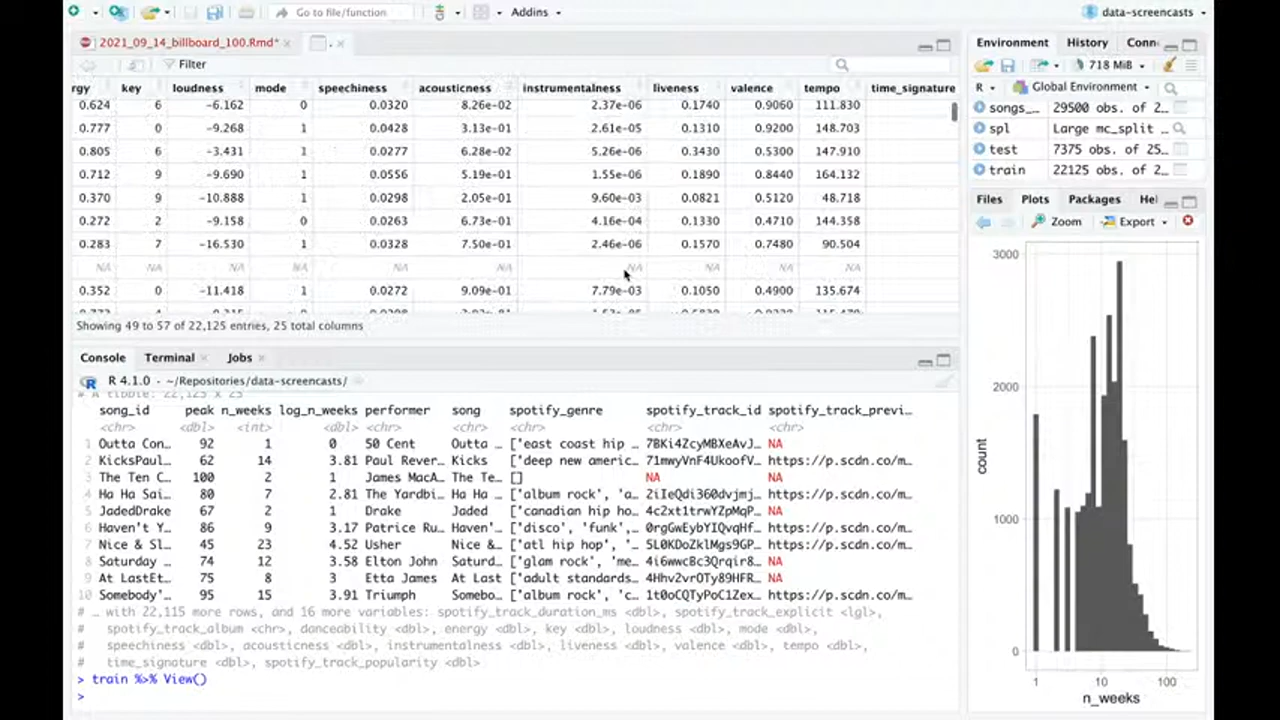 Go to file/function Addins data-screencasts
2021_09_14_billboard_100.Rmd* .
Filter
rgy key loudness mode speechiness acousticness instrumentalness liveness valence tempo time_signature
0.624 6 −6.162 0 0.0320 8.26e-02 2.37e-06 0.1740 0.9060 111.830
0.777 0 −9.268 1 0.0428 3.13e-01 2.61e-05 0.1310 0.9200 148.703
0.805 6 −3.431 1 0.0277 6.28e-02 5.26e-06 0.3430 0.5300 147.910
0.712 9 −9.690 1 0.0556 5.19e-01 1.55e-06 0.1890 0.8440 164.132
0.370 9 −10.888 1 0.0298 2.05e-01 9.60e-03 0.0821 0.5120 48.718
0.272 2 −9.158 0 0.0263 6.73e-01 4.16e-04 0.1330 0.4710 144.358
0.283 7 −16.530 0 0.0328 7.50e-01 2.46e-06 0.1570 0.7480 90.504
NA NA NA NA NA NA NA NA NA NA
0.352 0 −11.418 1 0.0272 9.09e-01 7.79e-03 0.1050 0.4900 135.674
Showing 49 to 57 of 22,125 entries, 25 total columns
Console Terminal Jobs
R 4.1.0 · ~/Repositories/data-screencasts/
# A tibble: 22,125 x 25
song_id peak n_weeks log_n_weeks performer song spotify_genre spotify_track_id spotify_track_previ…
<chr> <dbl> <int> <dbl> <chr> <chr> <chr> <chr> <chr>
1 Outta Con… 92 1 0 50 Cent Outta … ['east coast hip … 7BKi4ZcyMBXeAvJ… NA
2 KicksPaul… 62 14 3.81 Paul Rever… Kicks ['deep new americ… 71mwyVnF4UkoofV… https://p.scdn.co/m…
3 The Ten C… 100 2 1 James MacA… The Te… [] NA NA
4 Ha Ha Sai… 80 7 2.81 The Yardbi… Ha Ha … ['album rock', 'a… 2iIeQdi360dvjmj… https://p.scdn.co/m…
5 JadedDrake 67 2 1 Drake Jaded ['canadian hip ho… 4c2xt1trwYZpMqP… NA
6 Haven't Y… 86 9 3.17 Patrice Ru… Haven'… ['disco', 'funk',… 0rgGwEybYIQvqHf… https://p.scdn.co/m…
7 Nice & Sl… 45 23 4.52 Usher Nice &… ['atl hip hop', '… 5L0KDoZklMgs9GP… https://p.scdn.co/m…
8 Saturday … 74 12 3.58 Elton John Saturd… ['glam rock', 'me… 4i6wwcBc3Qrqir8… NA
9 At LastEt… 75 8 3 Etta James At Last ['adult standards… 4Hhv2vrOTy89HFR… NA
10 Somebody'… 95 15 3.91 Triumph Somebo… ['album rock', 'c… 1t0oCQTyPoC1Zex… https://p.scdn.co/m…
# … with 22,115 more rows, and 16 more variables: spotify_track_duration_ms <dbl>, spotify_track_explicit <lgl>,
# spotify_track_album <chr>, danceability <dbl>, energy <dbl>, key <dbl>, loudness <dbl>, mode <dbl>,
# speechiness <dbl>, acousticness <dbl>, instrumentalness <dbl>, liveness <dbl>, valence <dbl>, tempo <dbl>,
# time_signature <dbl>, spotify_track_popularity <dbl>
> train %>% View()
>
Environment History Conn
718 MiB
R Global Environment
songs_… 29500 obs. of 2…
spl Large mc_split …
test 7375 obs. of 25…
train 22125 obs. of 2…
Files Plots Packages Hel
Zoom Export
3000
2000
1000
0
count
1 10 100
n_weeks